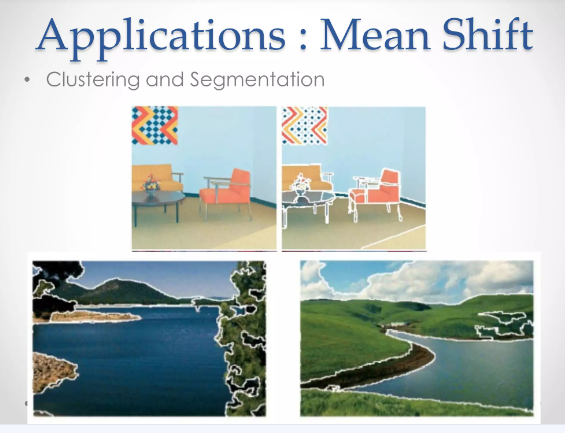 Applications : Mean Shift
• Clustering and Segmentation